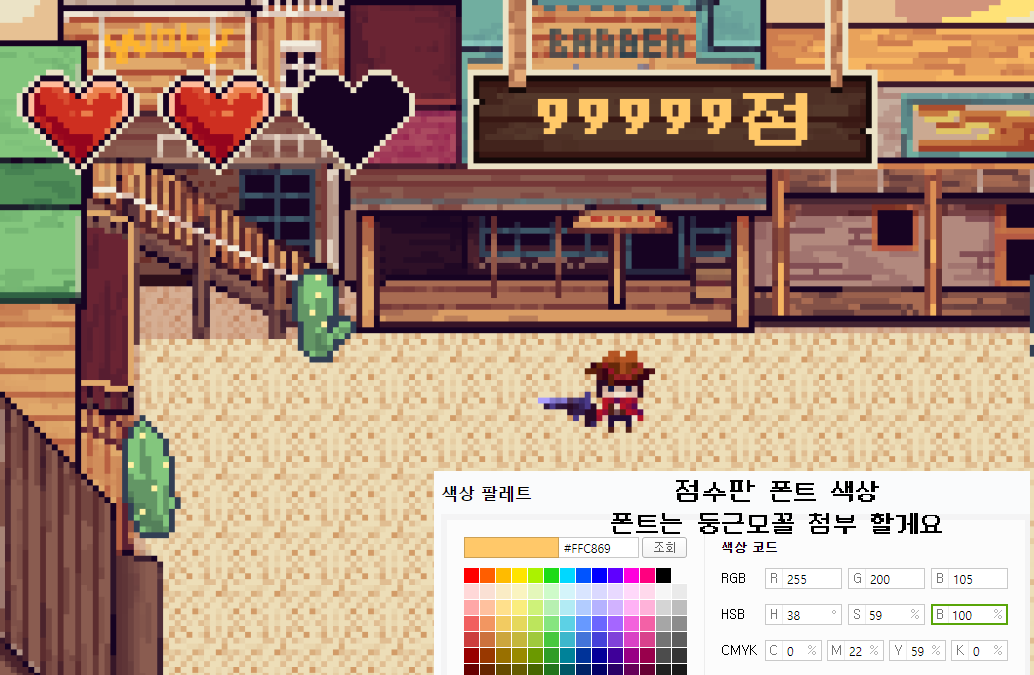 99999점
점수판 폰트 색상
색상 팔레트
폰트는 둥근모꼴 첨부 할게요
#FFC869 조회
색상 코드
RGB R 255 G 200 B 105
HSB H 38 ° S 59 % B 100 %
CMYK C 0 % M 22 % Y 59 % K 0 %